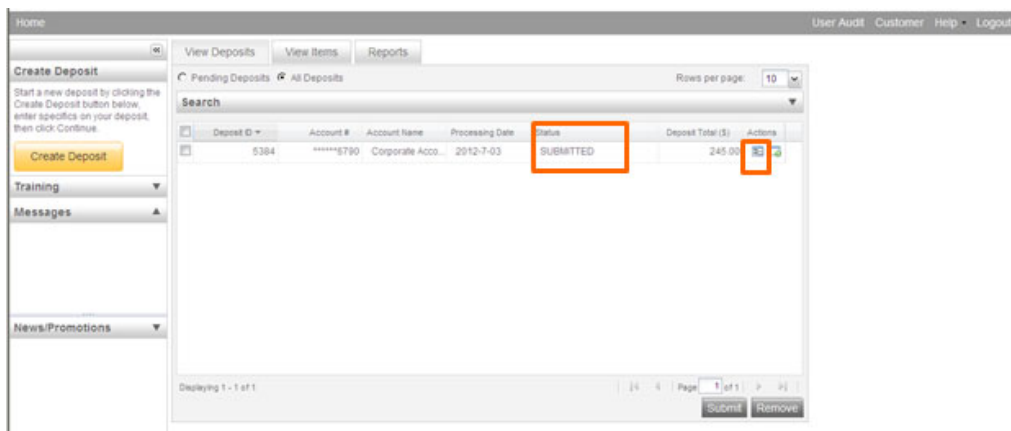 Home User Audit Customer Help Logout
View Deposits View Items Reports
Create Deposit
Start a new deposit by clicking the
Create Deposit button below,
enter specifics on your deposit,
then click Continue.
Create Deposit
Training
Messages
News/Promotions
Pending Deposits All Deposits Rows per page: 10
Search
Deposit ID Account # Account Name Processing Date Status Deposit Total ($) Actions
5384 ******6790 Corporate Acco... 2012-7-03 SUBMITTED 245.00
Displaying 1 - 1 of 1 Page 1 of 1
Submit Remove